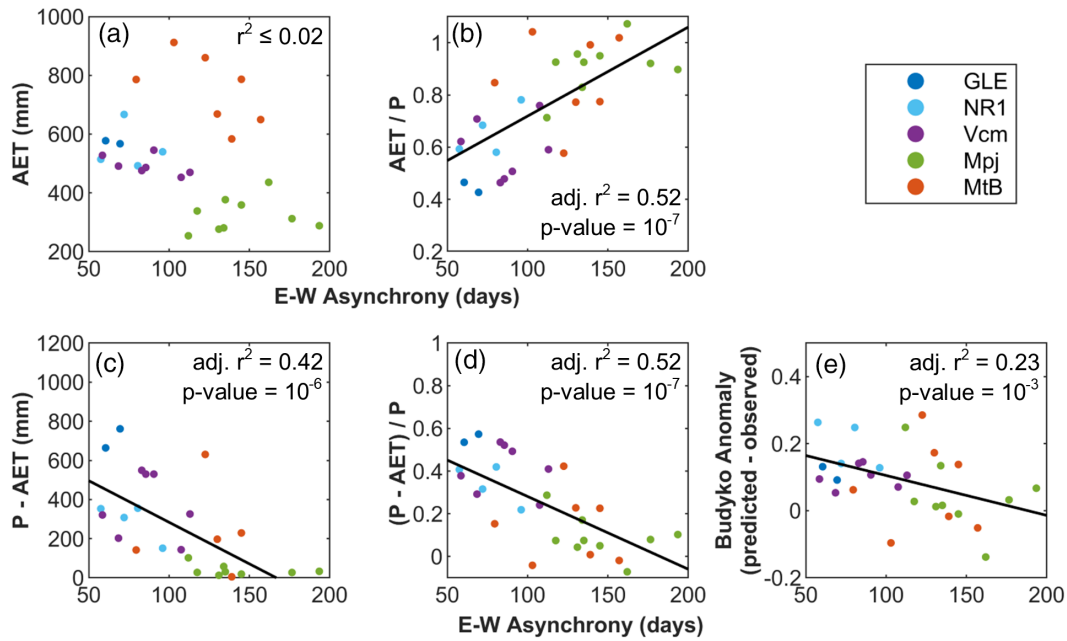 (a)
r² ≤ 0.02
AET (mm)
1000
800
600
400
200
50 100 150 200
(b)
AET / P
1
0.8
0.6
0.4
0.2
adj. r² = 0.52
p-value = 10⁻⁷
50 100 150 200
E-W Asynchrony (days)
GLE
NR1
Vcm
Mpj
MtB
(c)
adj. r² = 0.42
p-value = 10⁻⁶
P - AET (mm)
1200
1000
800
600
400
200
0
50 100 150 200
(d)
adj. r² = 0.52
p-value = 10⁻⁷
(P - AET) / P
1
0.8
0.6
0.4
0.2
0
50 100 150 200
E-W Asynchrony (days)
(e)
adj. r² = 0.23
p-value = 10⁻³
Budyko Anomaly
(predicted - observed)
0.4
0.2
0
-0.2
50 100 150 200